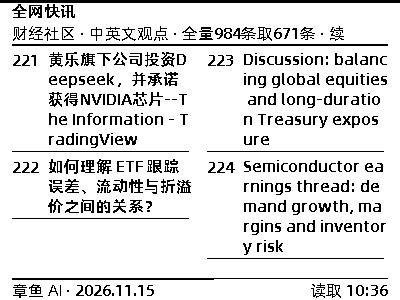 全网快讯
财经社区 · 中英文观点 · 全量984条取671条 · 续
221 黄乐旗下公司投资D
eepseek，并承诺
获得NVIDIA芯片--T
he Information - T
radingView
222 如何理解 ETF 跟踪
误差、流动性与折溢
价之间的关系？
223 Discussion: balanc
ing global equities
and long-duratio
n Treasury expos
ure
224 Semiconductor ea
rnings thread: de
mand growth, ma
rgins and inventor
y risk
章鱼 AI · 2026.11.15
读取 10:36